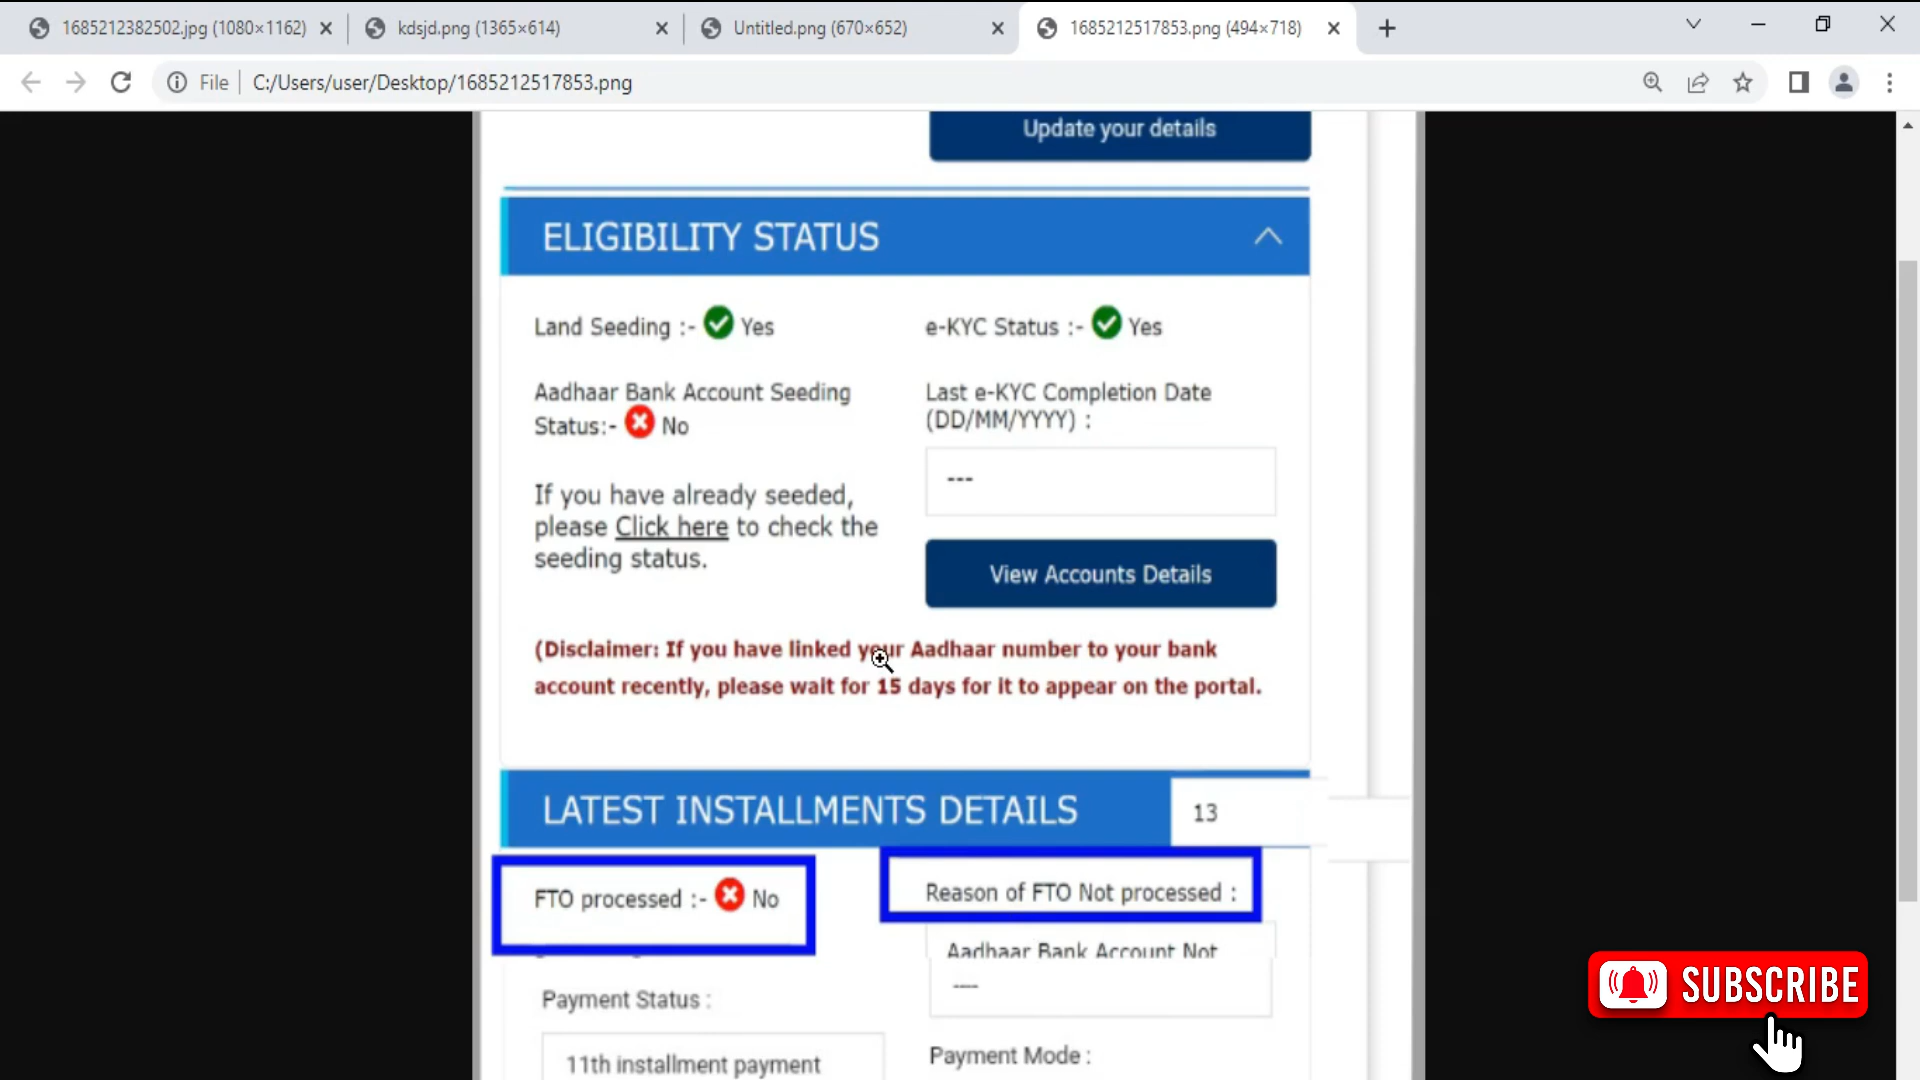 1685212382502.jpg (1080×1162)
kdsjd.png (1365×614)
Untitled.png (670×652)
1685212517853.png (494×718)
File
C:/Users/user/Desktop/1685212517853.png
Update your details
ELIGIBILITY STATUS
Land Seeding :- Yes
e-KYC Status :- Yes
Aadhaar Bank Account Seeding
Status:- No
Last e-KYC Completion Date
(DD/MM/YYYY) :
---
If you have already seeded,
please Click here to check the
seeding status.
View Accounts Details
(Disclaimer: If you have linked your Aadhaar number to your bank
account recently, please wait for 15 days for it to appear on the portal.
LATEST INSTALLMENTS DETAILS
13
FTO processed :- No
Reason of FTO Not processed :
Aadhaar Bank Account Not
----
Payment Status :
11th installment payment
Payment Mode :
SUBSCRIBE